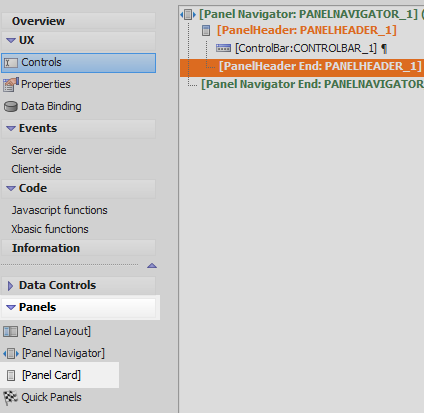 Overview
UX
Controls
Properties
Data Binding
Events
Server-side
Client-side
Code
Javascript functions
Xbasic functions
Information
Data Controls
Panels
[Panel Layout]
[Panel Navigator]
[Panel Card]
Quick Panels
[Panel Navigator: PANELNAVIGATOR_1] (
[PanelHeader: PANELHEADER_1]
[ControlBar:CONTROLBAR_1] ¶
[PanelHeader End: PANELHEADER_1]
[Panel Navigator End: PANELNAVIGATOR